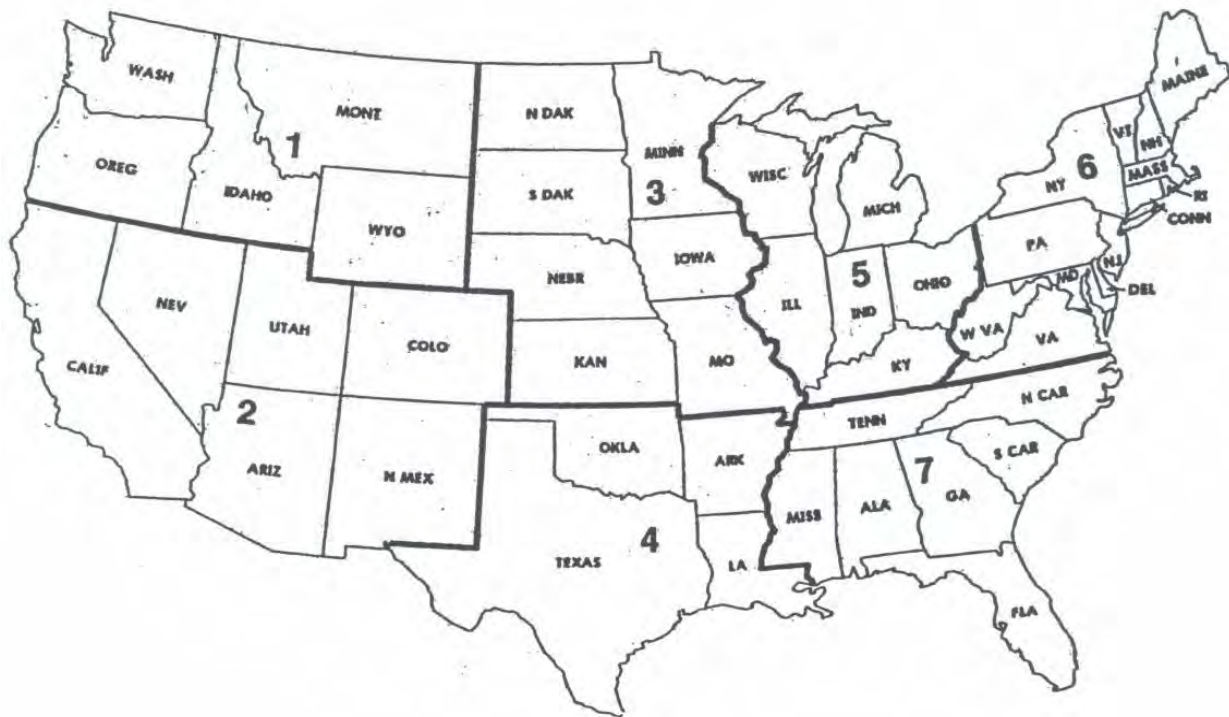 WASH
MONT
N DAK
MINN
MAINE
OREG
1
IDAHO
S DAK
3
WISC
MICH
VT
NH
NY
6
MASS
RI
CONN
WYO
NEBR
IOWA
PA
NJ
MD
DEL
NEV
UTAH
COLO
KAN
MO
ILL
5
IND
OHIO
W VA
VA
CALIF
KY
2
ARIZ
N MEX
OKLA
ARK
TENN
N CAR
S CAR
TEXAS
4
LA
MISS
ALA
7
GA
FLA